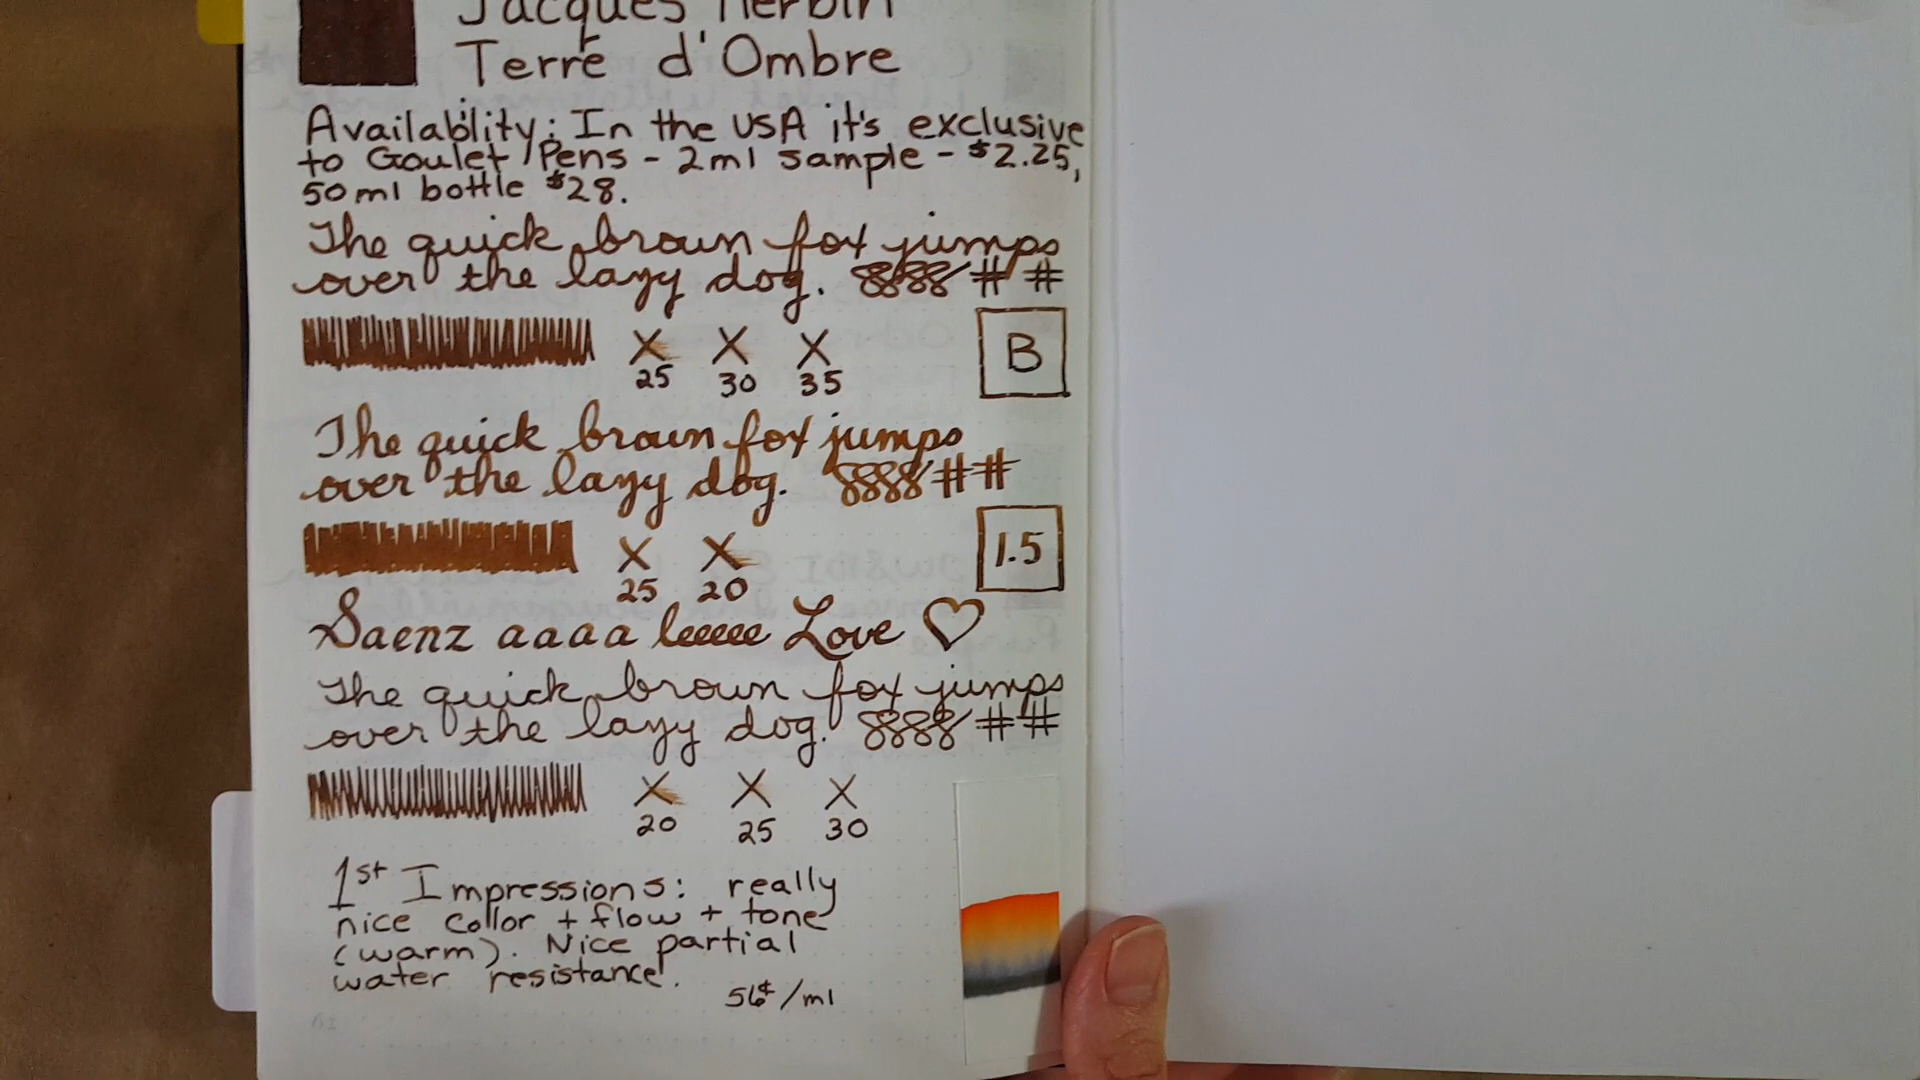 Jacques Herbin
Terre d'Ombre
Availability: In the USA it's exclusive
to Goulet Pens - 2ml sample - $2.25,
50ml bottle $28.
The quick brown fox jumps
over the lazy dog. 8888 # #
X X X
25 30 35
B
The quick brown fox jumps
over the lazy dog. 8888 # #
X X
25 20
1.5
Saenz aaaa leeeee Love ♡
The quick brown fox jumps
over the lazy dog. 8888 # #
X X X
20 25 30
1st Impressions: really
nice color + flow + tone
(warm). Nice partial
water resistance!
56¢/ml
62